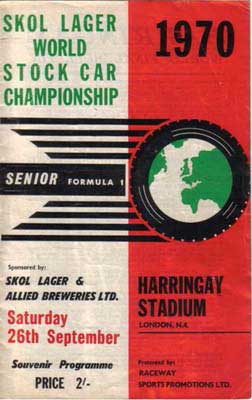 SKOL LAGER
WORLD
STOCK CAR
CHAMPIONSHIP
1970
SENIOR FORMULA 1
Sponsored by:
SKOL LAGER &
ALLIED BREWERIES LTD.
Saturday
26th September
Souvenir Programme
PRICE 2/-
HARRINGAY
STADIUM
LONDON, N.4.
Presented by:
RACEWAY
SPORTS PROMOTIONS LTD.